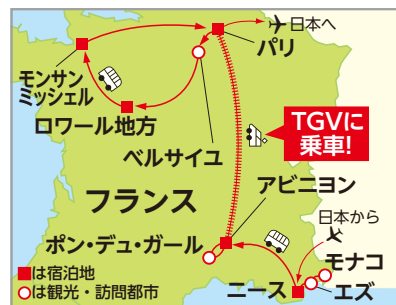 日本へ
パリ
モンサン
ミッシェル
ロワール地方
ベルサイユ
TGVに
乗車!
フランス
アビニヨン
日本から
ポン・デュ・ガール
モナコ
ニース
エズ
■は宿泊地
○は観光・訪問都市